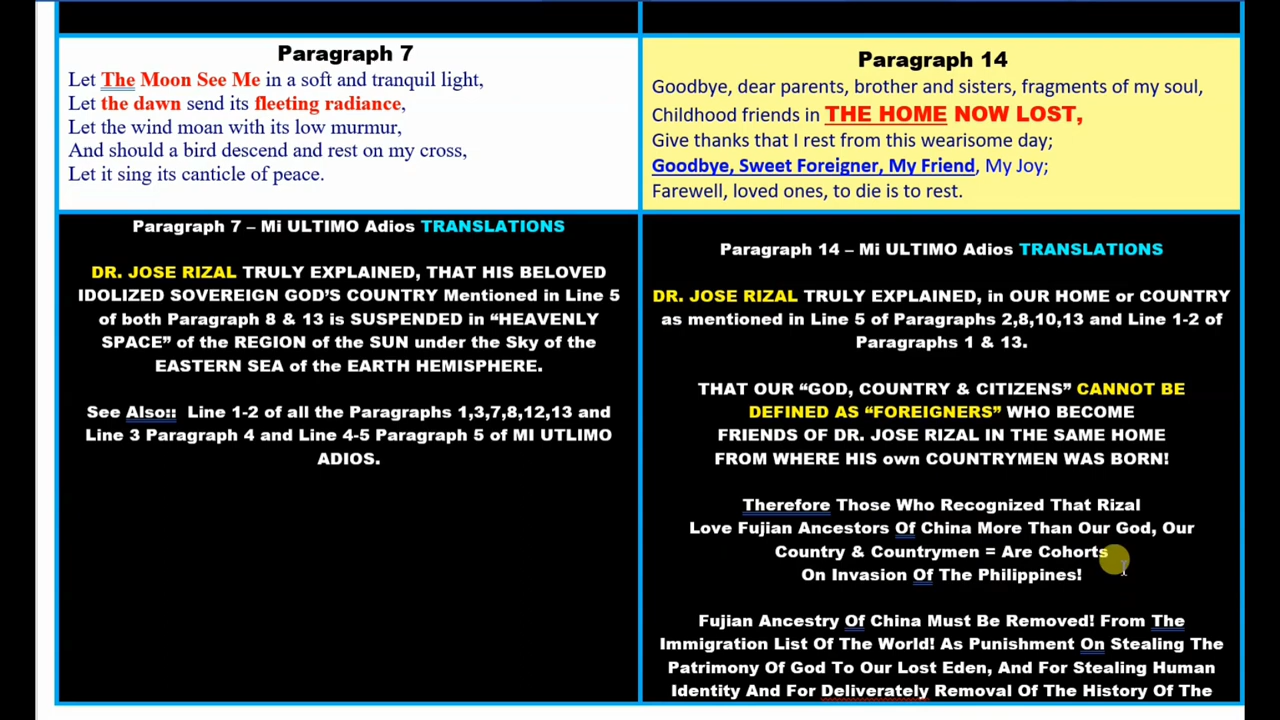 Paragraph 7
Let The Moon See Me in a soft and tranquil light,
Let the dawn send its fleeting radiance,
Let the wind moan with its low murmur,
And should a bird descend and rest on my cross,
Let it sing its canticle of peace.
Paragraph 7 – Mi ULTIMO Adios TRANSLATIONS
DR. JOSE RIZAL TRULY EXPLAINED, THAT HIS BELOVED
IDOLIZED SOVEREIGN GOD'S COUNTRY Mentioned in Line 5
of both Paragraph 8 & 13 is SUSPENDED in “HEAVENLY
SPACE” of the REGION of the SUN under the Sky of the
EASTERN SEA of the EARTH HEMISPHERE.
See Also:: Line 1-2 of all the Paragraphs 1,3,7,8,12,13 and
Line 3 Paragraph 4 and Line 4-5 Paragraph 5 of MI UTLIMO
ADIOS.
Paragraph 14
Goodbye, dear parents, brother and sisters, fragments of my soul,
Childhood friends in THE HOME NOW LOST,
Give thanks that I rest from this wearisome day;
Goodbye, Sweet Foreigner, My Friend, My Joy;
Farewell, loved ones, to die is to rest.
Paragraph 14 – Mi ULTIMO Adios TRANSLATIONS
DR. JOSE RIZAL TRULY EXPLAINED, in OUR HOME or COUNTRY
as mentioned in Line 5 of Paragraphs 2,8,10,13 and Line 1-2 of
Paragraphs 1 & 13.
THAT OUR “GOD, COUNTRY & CITIZENS” CANNOT BE
DEFINED AS “FOREIGNERS” WHO BECOME
FRIENDS OF DR. JOSE RIZAL IN THE SAME HOME
FROM WHERE HIS own COUNTRYMEN WAS BORN!
Therefore Those Who Recognized That Rizal
Love Fujian Ancestors Of China More Than Our God, Our
Country & Countrymen = Are Cohorts
On Invasion Of The Philippines!
Fujian Ancestry Of China Must Be Removed! From The
Immigration List Of The World! As Punishment On Stealing The
Patrimony Of God To Our Lost Eden, And For Stealing Human
Identity And For Deliverately Removal Of The History Of The